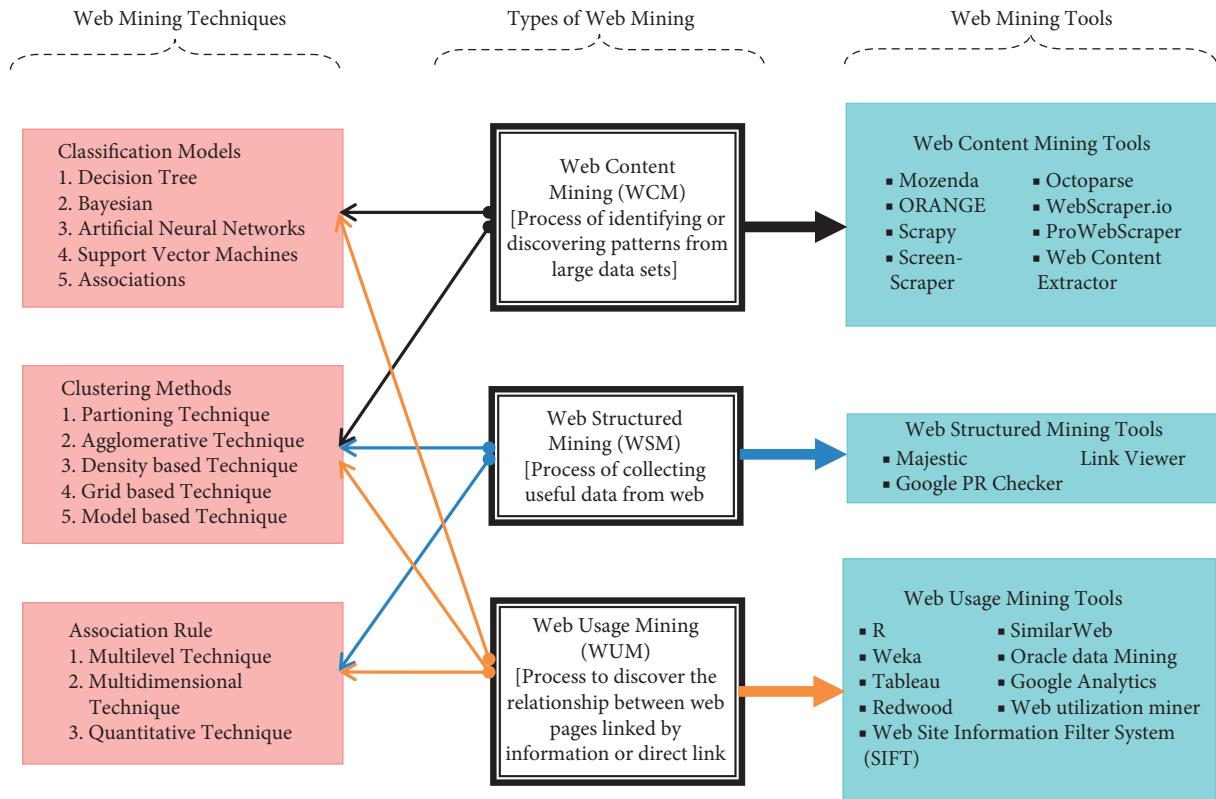 Web Mining Techniques
Types of Web Mining
Web Mining Tools
Classification Models
1. Decision Tree
2. Bayesian
3. Artificial Neural Networks
4. Support Vector Machines
5. Associations
Clustering Methods
1. Partioning Technique
2. Agglomerative Technique
3. Density based Technique
4. Grid based Technique
5. Model based Technique
Association Rule
1. Multilevel Technique
2. Multidimensional
Technique
3. Quantitative Technique
Web Content
Mining (WCM)
[Process of identifying or
discovering patterns from
large data sets]
Web Structured
Mining (WSM)
[Process of collecting
useful data from web
Web Usage Mining
(WUM)
[Process to discover the
relationship between web
pages linked by
information or direct link
Web Content Mining Tools
▪ Mozenda
▪ ORANGE
▪ Scrapy
▪ Screen-
Scraper
▪ Octoparse
▪ WebScraper.io
▪ ProWebScraper
▪ Web Content
Extractor
Web Structured Mining Tools
▪ Majestic
Link Viewer
▪ Google PR Checker
Web Usage Mining Tools
▪ R
▪ Weka
▪ Tableau
▪ Redwood
▪ SimilarWeb
▪ Oracle data Mining
▪ Google Analytics
▪ Web utilization miner
▪ Web Site Information Filter System
(SIFT)